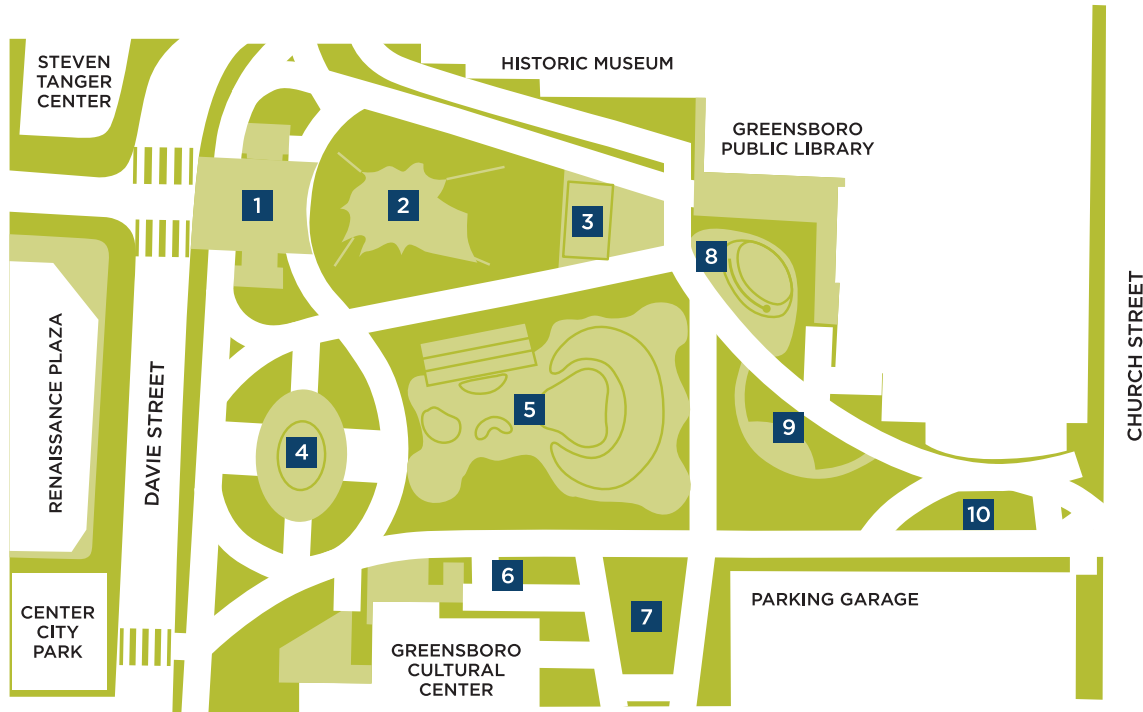 STEVEN
TANGER
CENTER
HISTORIC MUSEUM
GREENSBORO
PUBLIC LIBRARY
1
2
3
8
RENAISSANCE PLAZA
DAVIE STREET
CHURCH STREET
5
4
9
10
6
7
CENTER
CITY
PARK
GREENSBORO
CULTURAL
CENTER
PARKING GARAGE